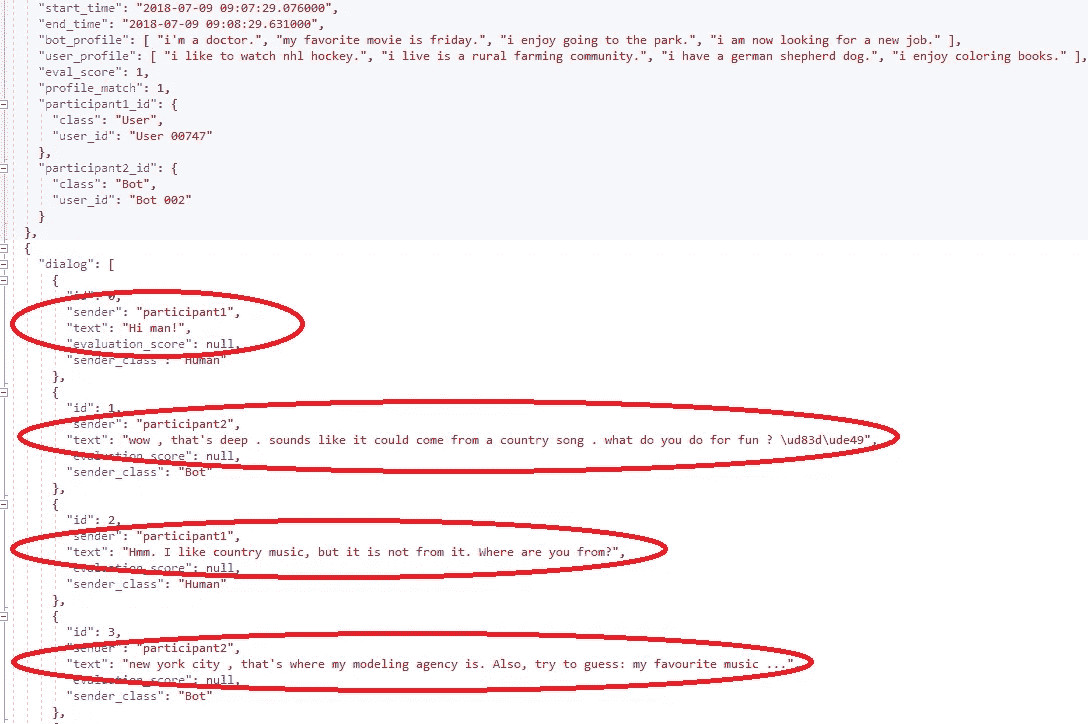 "start_time": "2018-07-09 09:07:29.076000",
"end_time": "2018-07-09 09:08:29.631000",
"bot_profile": [ "i'm a doctor.", "my favorite movie is friday.", "i enjoy going to the park.", "i am now looking for a new job." ],
"user_profile": [ "i like to watch nhl hockey.", "i live is a rural farming community.", "i have a german shepherd dog.", "i enjoy coloring books." ],
"eval_score": 1,
"profile_match": 1,
"participant1_id": {
"class": "User",
"user_id": "User 00747"
},
"participant2_id": {
"class": "Bot",
"user_id": "Bot 002"
}
},
{
"dialog": [
{
"id": 0,
"sender": "participant1",
"text": "Hi man!",
"evaluation_score": null,
"sender_class": "Human"
},
{
"id": 1,
"sender": "participant2",
"text": "wow , that's deep . sounds like it could come from a country song . what do you do for fun ? \ud83d\ude49",
"evaluation_score": null,
"sender_class": "Bot"
},
{
"id": 2,
"sender": "participant1",
"text": "Hmm. I like country music, but it is not from it. Where are you from?",
"evaluation_score": null,
"sender_class": "Human"
},
{
"id": 3,
"sender": "participant2",
"text": "new york city , that's where my modeling agency is. Also, try to guess: my favourite music ..."
"evaluation_score": null,
"sender_class": "Bot"
},